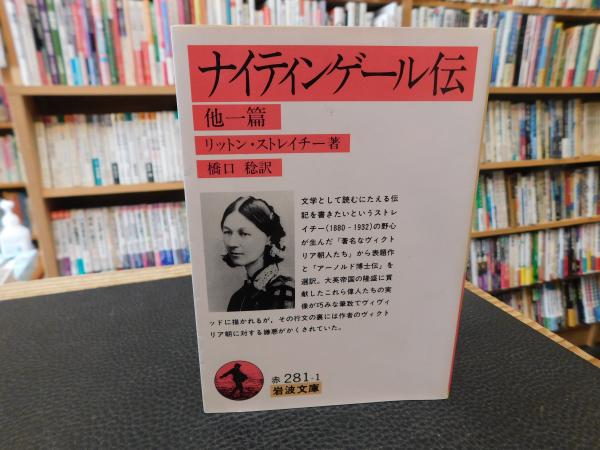 ナイティンゲール伝
他一篇
リットン・ストレイチー著
橋口 稔訳
文学として読むにたえる伝
記を書きたいというストレ
イチー(1880‐1932)の野心
が生んだ「著名なヴィクト
リア朝人たち」から表題作
と「アーノルド博士伝」を
選訳。大英帝国の隆盛に貢
献したこれら偉人たちの実
像が巧みな筆致でヴィヴィ
ッドに描かれるが、その行文の裏には作者のヴィクト
リア朝に対する嫌悪がかくされていた。
赤 281-1
岩波文庫